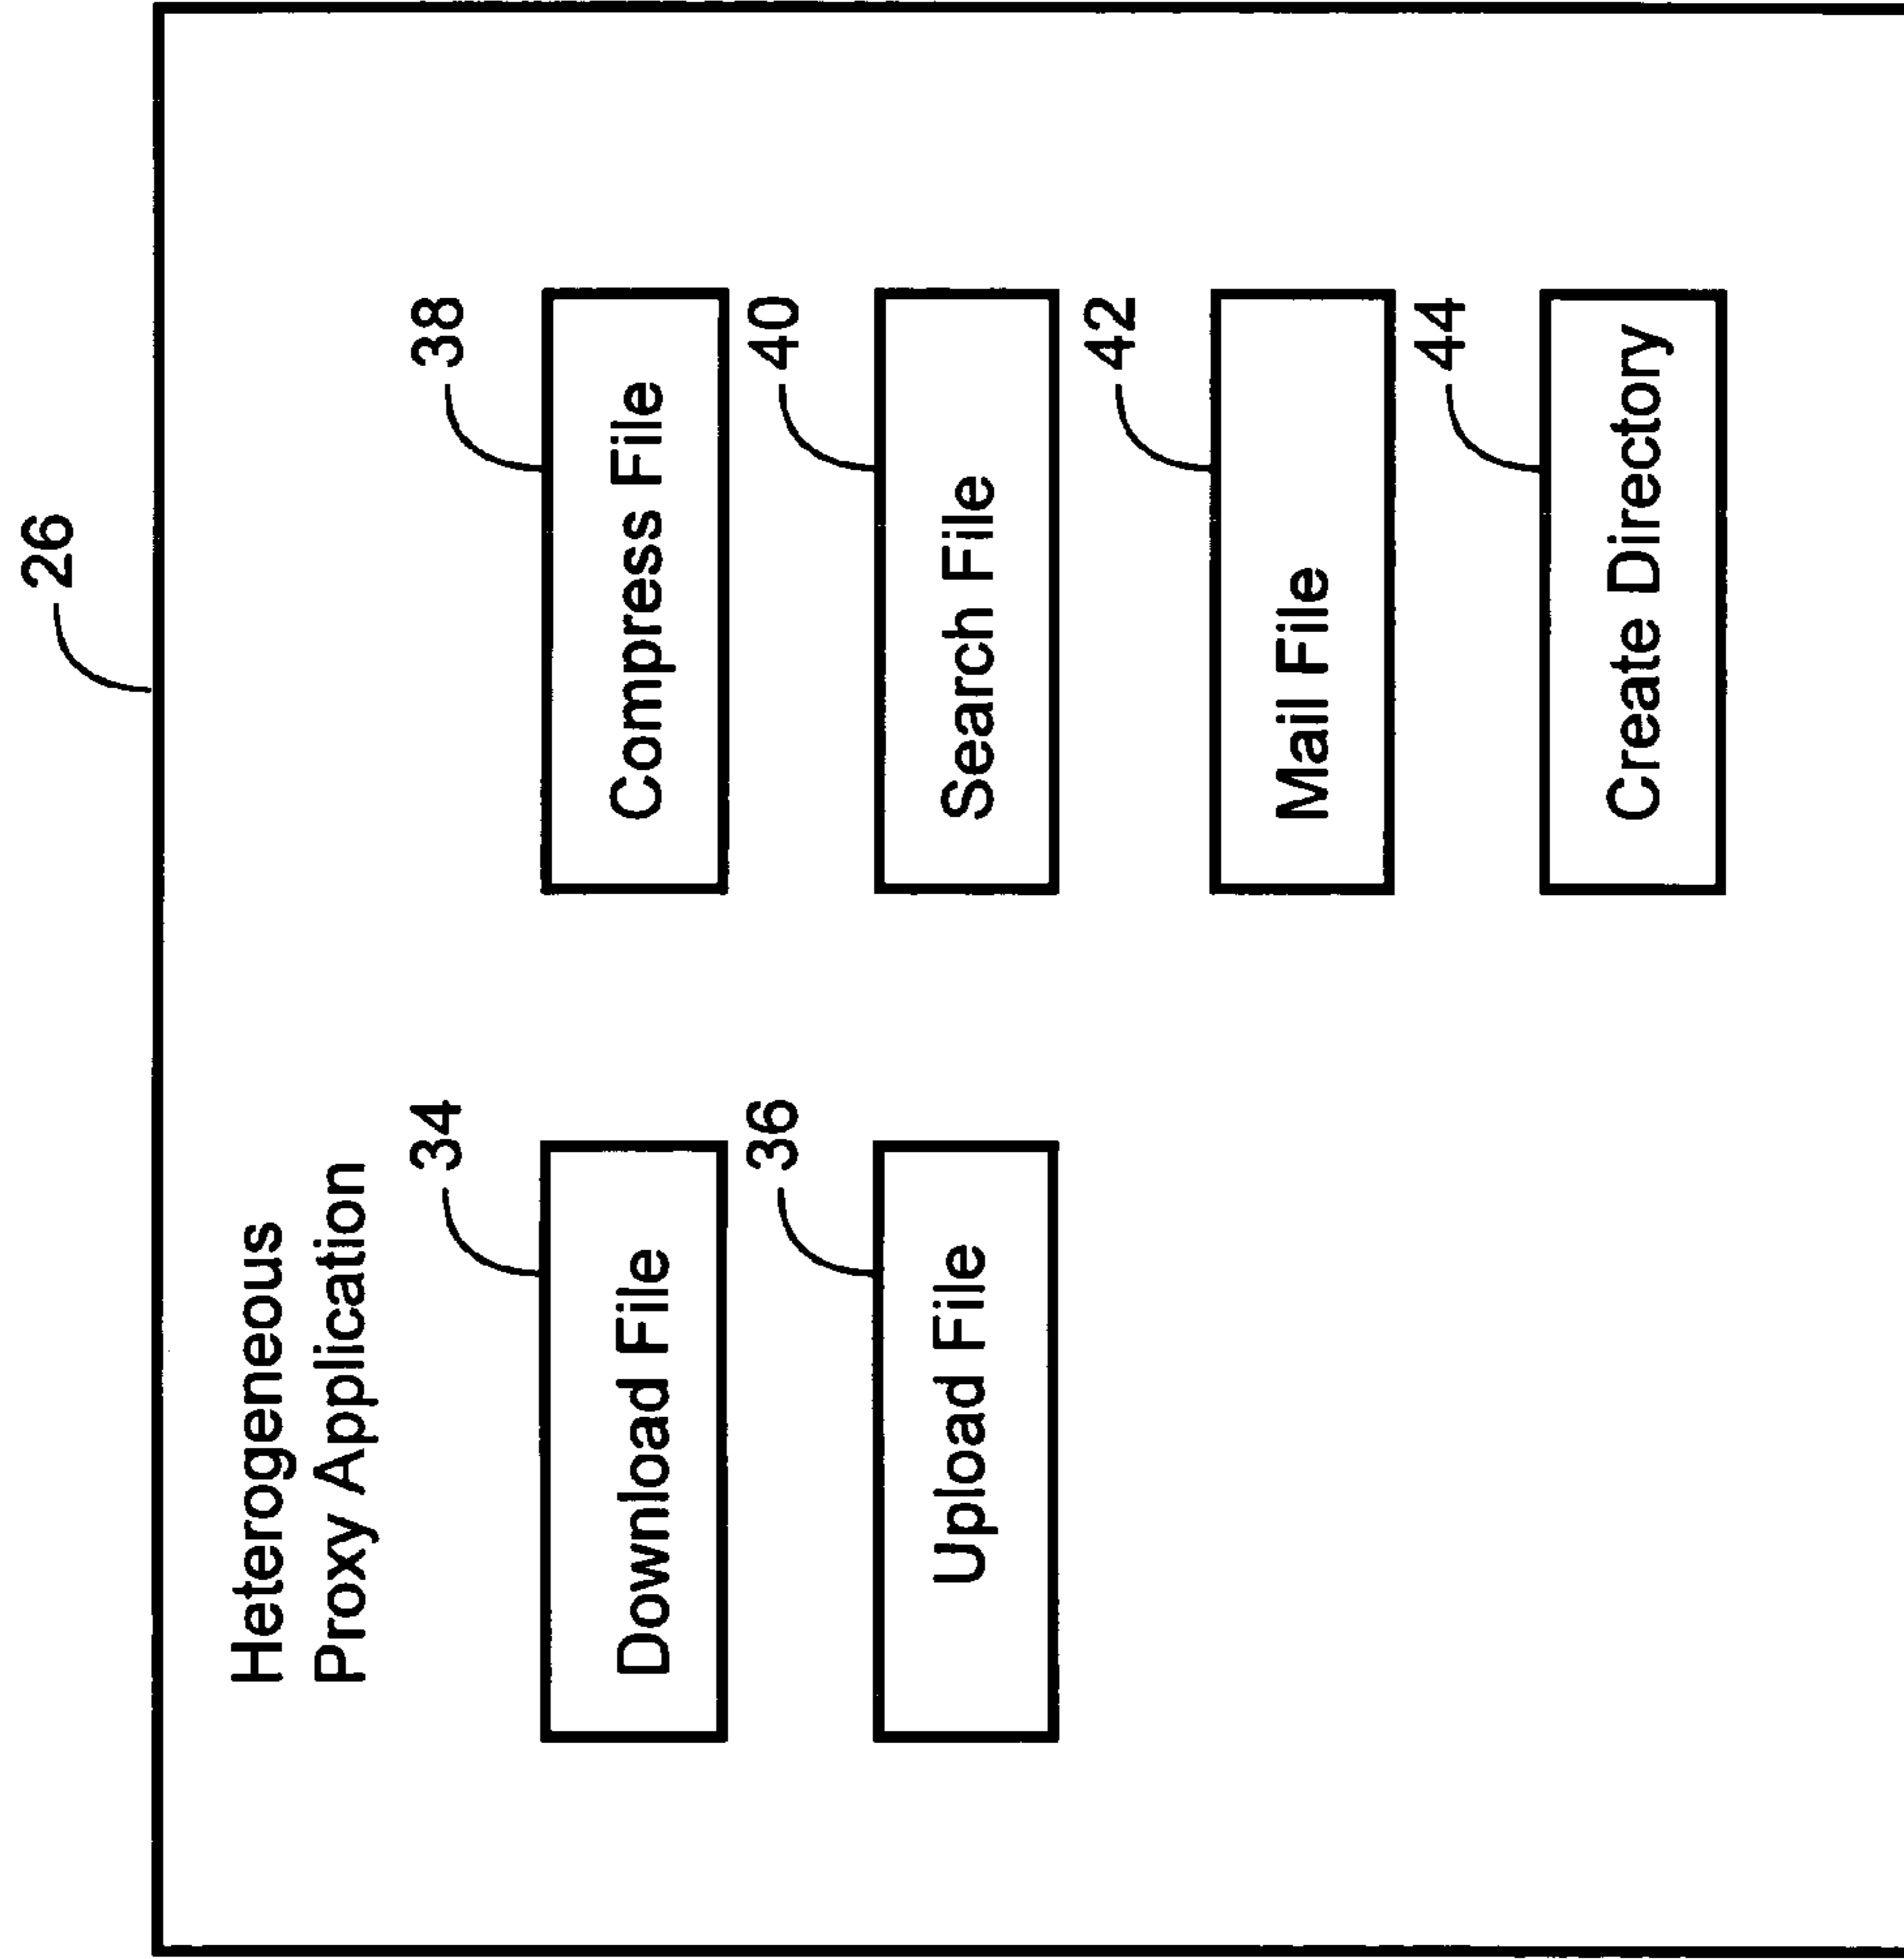 26
Heterogeneous
Proxy Application
34
Download File
36
Upload File
38
Compress File
40
Search File
42
Mail File
44
Create Directory